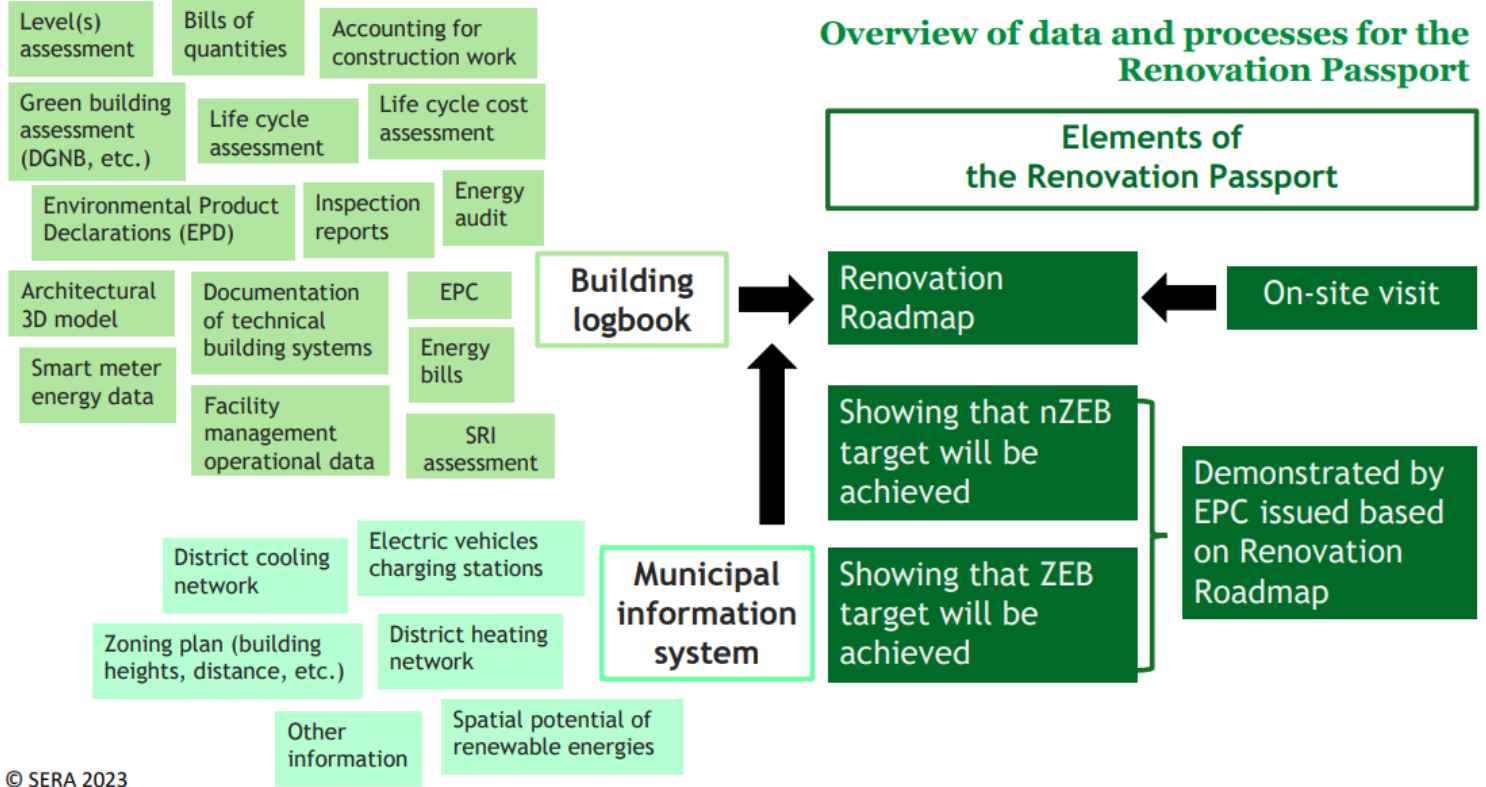 Level(s)
assessment
Bills of
quantities
Accounting for
construction work
Overview of data and processes for the
Renovation Passport
Green building
assessment
(DGNB, etc.)
Life cycle
assessment
Life cycle cost
assessment
Elements of
the Renovation Passport
Environmental Product
Declarations (EPD)
Inspection
reports
Energy
audit
Architectural
3D model
Documentation
of technical
building systems
EPC
Building
logbook
Renovation
Roadmap
On-site visit
Smart meter
energy data
Energy
bills
Facility
management
operational data
SRI
assessment
Showing that nZEB
target will be
achieved
Demonstrated by
EPC issued based
on Renovation
Roadmap
District cooling
network
Electric vehicles
charging stations
Municipal
information
system
Showing that ZEB
target will be
achieved
Zoning plan (building
heights, distance, etc.)
District heating
network
Other
information
Spatial potential of
renewable energies
© SERA 2023